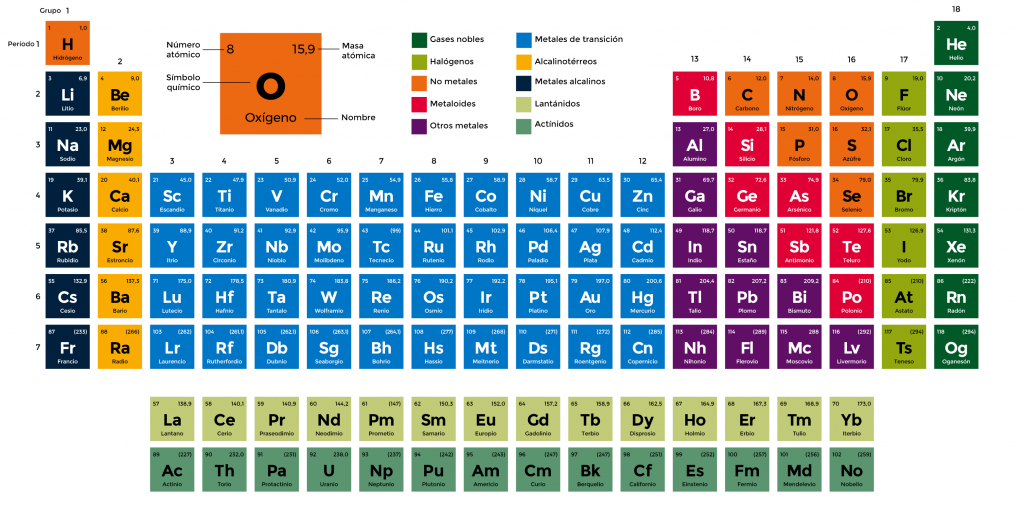 Grupo 1
18
Período 1
1 1,0
H
Hidrógeno
2 4,0
He
Helio
Número atómico
8 15,9
Masa atómica
Símbolo químico
O
Oxígeno
Nombre
Gases nobles
Halógenos
No metales
Metaloides
Otros metales
Metales de transición
Alcalinotérreos
Metales alcalinos
Lantánidos
Actínidos
2
13 14 15 16 17
2
3 6,9
Li
Litio
4 9,0
Be
Berilio
5 10,8
B
Boro
6 12,0
C
Carbono
7 14,0
N
Nitrógeno
8 15,9
O
Oxígeno
9 19,0
F
Flúor
10 20,2
Ne
Neón
3
11 23,0
Na
Sodio
12 24,3
Mg
Magnesio
13 27,0
Al
Alumino
14 28,1
Si
Silicio
15 31,0
P
Fósforo
16 32,1
S
Azúfre
17 35,5
Cl
Cloro
18 39,9
Ar
Argón
3 4 5 6 7 8 9 10 11 12
4
19 39,1
K
Potasio
20 40,1
Ca
Calcio
21 45,0
Sc
Escandio
22 47,9
Ti
Titanio
23 50,9
V
Vanadio
24 52,0
Cr
Cromo
25 54,9
Mn
Manganeso
26 55,8
Fe
Hierro
27 58,9
Co
Cobalto
28 58,7
Ni
Niquel
29 63,5
Cu
Cobre
30 65,4
Zn
Cinc
31 69,7
Ga
Galio
32 72,6
Ge
Germanio
33 74,9
As
Arsénico
34 79,0
Se
Selenio
35 79,9
Br
Bromo
36 83,8
Kr
Kriptón
5
37 85,5
Rb
Rubidio
38 87,6
Sr
Estroncio
39 88,9
Y
Itrio
40 91,2
Zr
Circonio
41 92,9
Nb
Niobio
42 95,9
Mo
Molibdeno
43 (99)
Tc
Tecnecio
44 101,1
Ru
Rutenio
45 102,9
Rh
Rodio
46 106,4
Pd
Paladio
47 107,9
Ag
Plata
48 112,4
Cd
Cadmio
49 118,7
In
Indio
50 118,7
Sn
Estaño
51 121,8
Sb
Antimonio
52 127,6
Te
Teluro
53 126,9
I
Yodo
54 131,3
Xe
Xenón
6
55 132,9
Cs
Cesio
56 137,3
Ba
Bario
71 175,0
Lu
Lutecio
72 178,5
Hf
Hafnio
73 180,9
Ta
Tantalo
74 183,8
W
Wolframio
75 186,2
Re
Renio
76 190,2
Os
Osmio
77 192,2
Ir
Iridio
78 195,1
Pt
Platino
79 197,0
Au
Oro
80 200,6
Hg
Mercurio
81 204,4
Tl
Talio
82 207,2
Pb
Plomo
83 209,2
Bi
Bismuto
84 (210)
Po
Polonio
85 (210)
At
Astato
86 (222)
Rn
Radón
7
87 (233)
Fr
Francio
88 (266)
Ra
Radio
103 (262)
Lr
Laurencio
104 (261,1)
Rf
Rutherfordio
105 (262,1)
Db
Dubnio
106 (263,1)
Sg
Seaborgio
107 (264,1)
Bh
Bohrio
108 (277)
Hs
Hassio
109 (268)
Mt
Meitnerio
110 (271)
Ds
Darmstatio
111 (272)
Rg
Roentgenio
112 (285)
Cn
Copernicio
113 (284)
Nh
Nihonio
114 (289)
Fl
Flerovio
115 288
Mc
Moscovio
116 (292)
Lv
Livermorio
117 (294)
Ts
Teneso
118 (294)
Og
Oganesón
57 138,9
La
Lantano
58 140,1
Ce
Cerio
59 140,9
Pr
Praseodimio
60 144,2
Nd
Neodimio
61 (147)
Pm
Prometio
62 150,3
Sm
Samario
63 152,0
Eu
Europio
64 157,2
Gd
Gadolinio
65 158,9
Tb
Terbio
66 162,5
Dy
Disprosio
67 164,9
Ho
Holmio
68 167,3
Er
Erbio
69 168,9
Tm
Tulio
70 173,0
Yb
Iterbio
89 (227)
Ac
Actinio
90 232,0
Th
Torio
91 (231)
Pa
Protactinio
92 238,0
U
Uranio
93 (237)
Np
Neptunio
94 (242)
Pu
Plutonio
95 (243)
Am
Americio
96 (247)
Cm
Curio
97 (247)
Bk
Berquelio
98 (251)
Cf
Californio
99 (252)
Es
Einstenio
100 (257)
Fm
Fermio
101 (256)
Md
Mendelevio
102 (259)
No
Nobelio